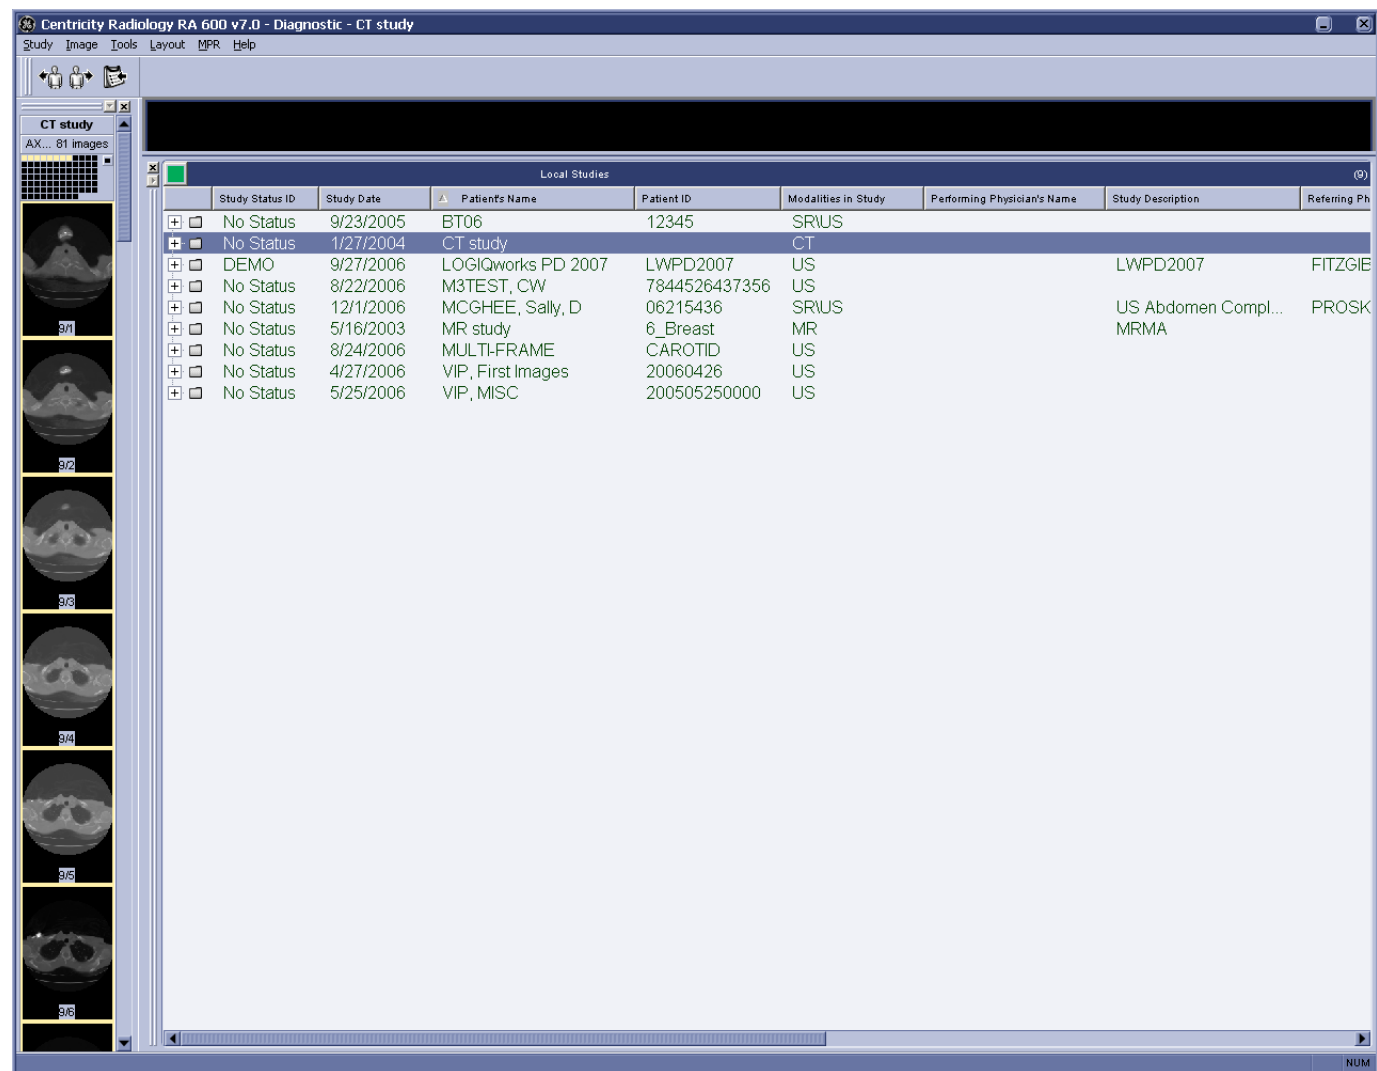 Centricity Radiology RA 600 v7.0 - Diagnostic - CT study
Study Image Tools Layout MPR Help
CT study
AX... 81 images
Local Studies (9)
Study Status ID Study Date Patient's Name Patient ID Modalities in Study Performing Physician's Name Study Description Referring Ph
No Status 9/23/2005 BT06 12345 SR\US
No Status 1/27/2004 CT study CT
DEMO 9/27/2006 LOGIQworks PD 2007 LWPD2007 US LWPD2007 FITZGIB
No Status 8/22/2006 M3TEST, CW 7844526437356 US
No Status 12/1/2006 MCGHEE, Sally, D 06215436 SR\US US Abdomen Compl... PROSK
No Status 5/16/2003 MR study 6_Breast MR MRMA
No Status 8/24/2006 MULTI-FRAME CAROTID US
No Status 4/27/2006 VIP, First Images 20060426 US
No Status 5/25/2006 VIP, MISC 200505250000 US
9/1
9/2
9/3
9/4
9/5
9/6
NUM